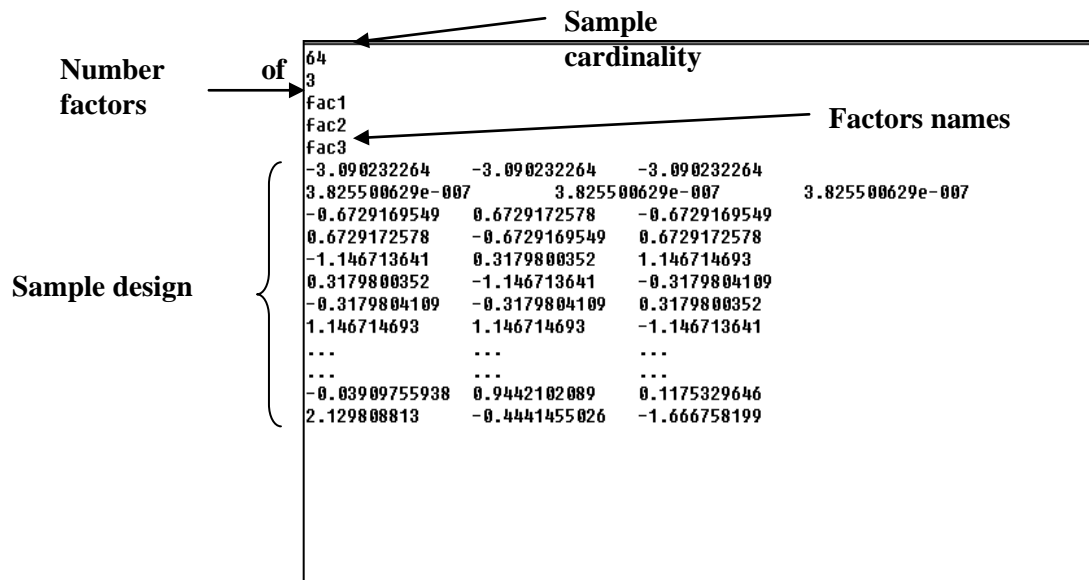 Sample
cardinality
Number of
factors
Factors names
Sample design
64
3
fac1
fac2
fac3
-3.090232264 -3.090232264 -3.090232264
3.825500629e-007 3.825500629e-007 3.825500629e-007
-0.6729169549 0.6729172578 -0.6729169549
0.6729172578 -0.6729169549 0.6729172578
-1.146713641 0.3179800352 1.146714693
0.3179800352 -1.146713641 -0.3179804109
-0.3179804109 -0.3179804109 0.3179800352
1.146714693 1.146714693 -1.146713641
... ... ...
... ... ...
-0.03909755938 0.9442102089 0.1175329646
2.129808813 -0.4441455026 -1.666758199